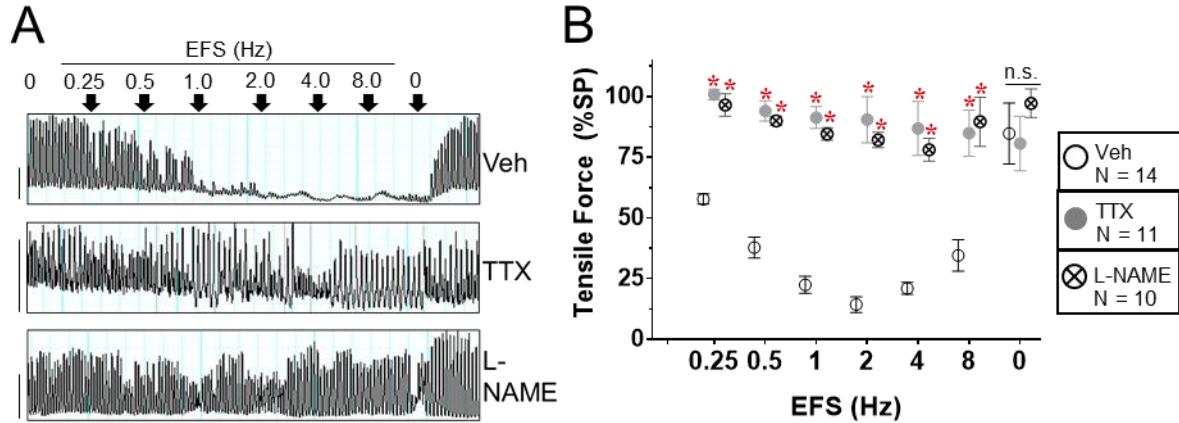 A
EFS (Hz)
0 0.25 0.5 1.0 2.0 4.0 8.0 0
Veh
TTX
L-
NAME
B
Tensile Force (%SP)
100
75
50
25
0
* * * * * * * * * * * *
n.s.
0.25 0.5 1 2 4 8 0
EFS (Hz)
Veh
N = 14
TTX
N = 11
L-NAME
N = 10